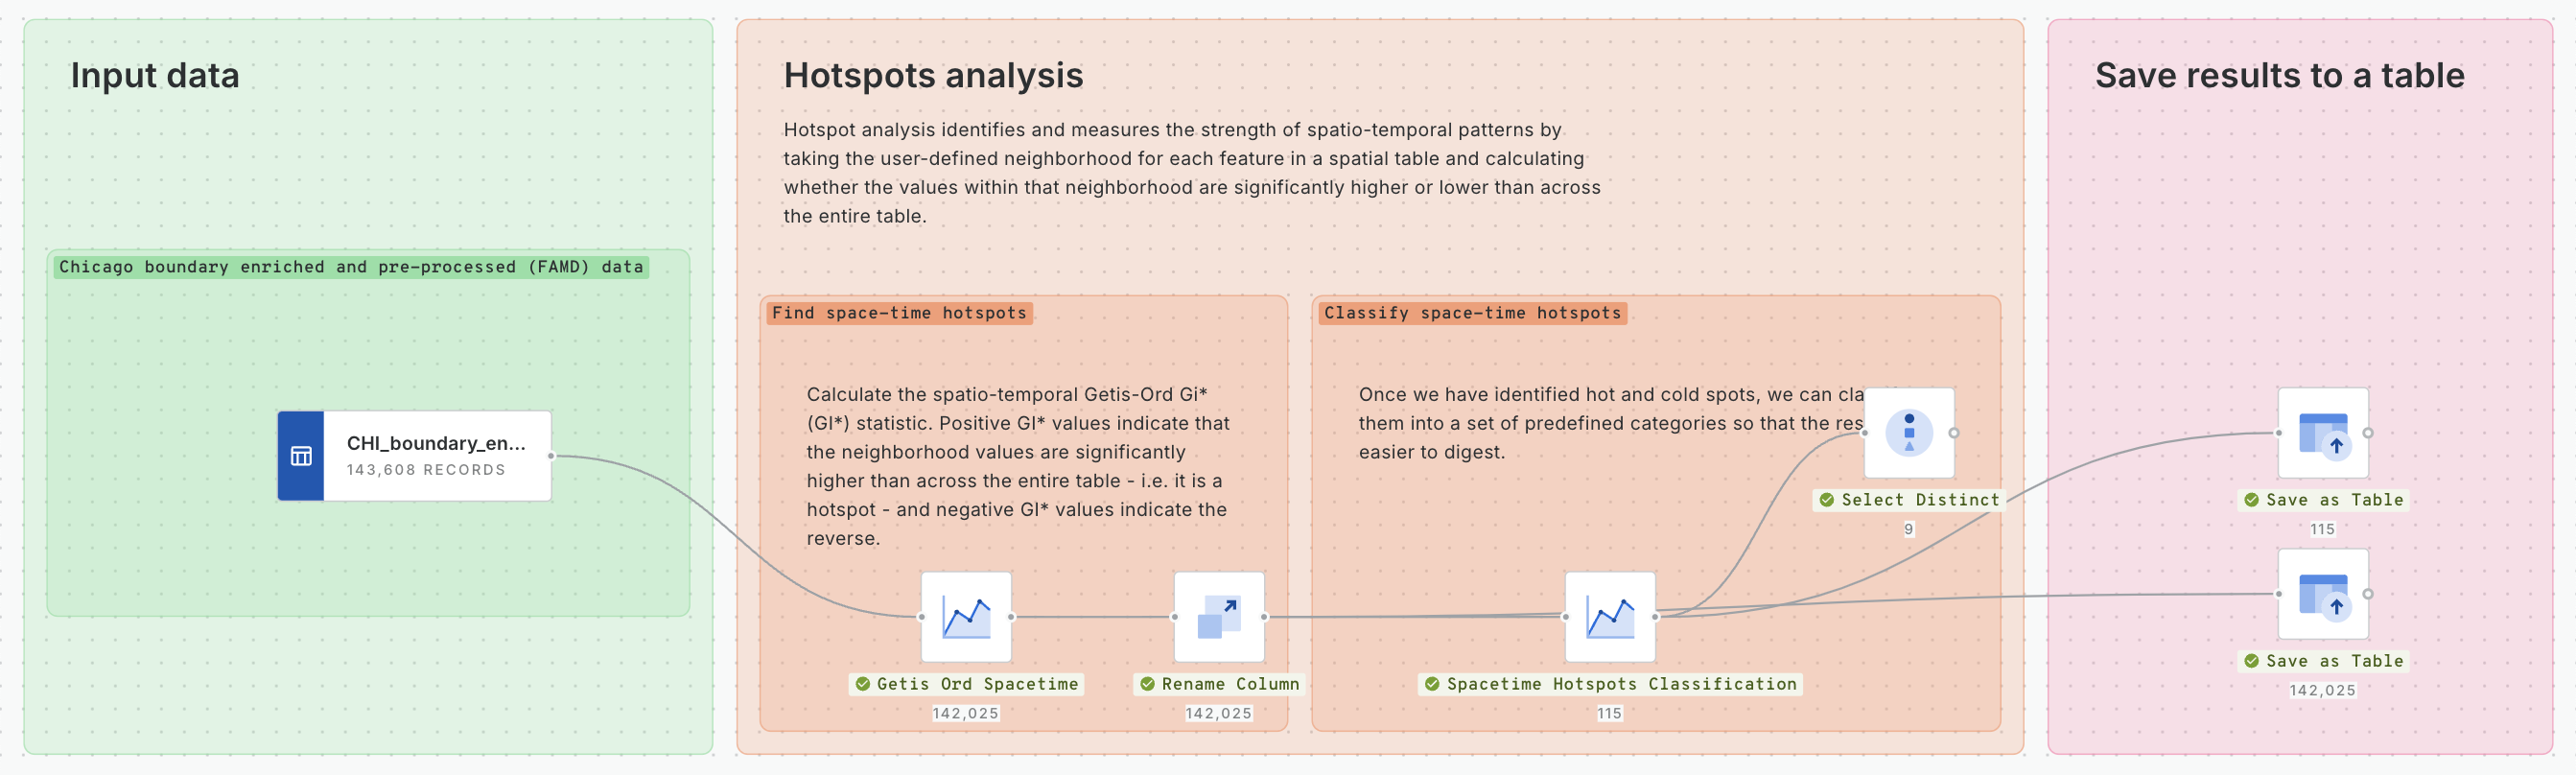 Input data
Chicago boundary enriched and pre-processed (FAMD) data
CHI_boundary_en...
143,608 RECORDS
Hotspots analysis
Hotspot analysis identifies and measures the strength of spatio-temporal patterns by
taking the user-defined neighborhood for each feature in a spatial table and calculating
whether the values within that neighborhood are significantly higher or lower than across
the entire table.
Find space-time hotspots
Calculate the spatio-temporal Getis-Ord Gi*
(GI*) statistic. Positive GI* values indicate that
the neighborhood values are significantly
higher than across the entire table - i.e. it is a
hotspot - and negative GI* values indicate the
reverse.
Getis Ord Spacetime
142,025
Rename Column
142,025
Classify space-time hotspots
Once we have identified hot and cold spots, we can cla
them into a set of predefined categories so that the res
easier to digest.
Select Distinct
9
Spacetime Hotspots Classification
115
Save results to a table
Save as Table
115
Save as Table
142,025